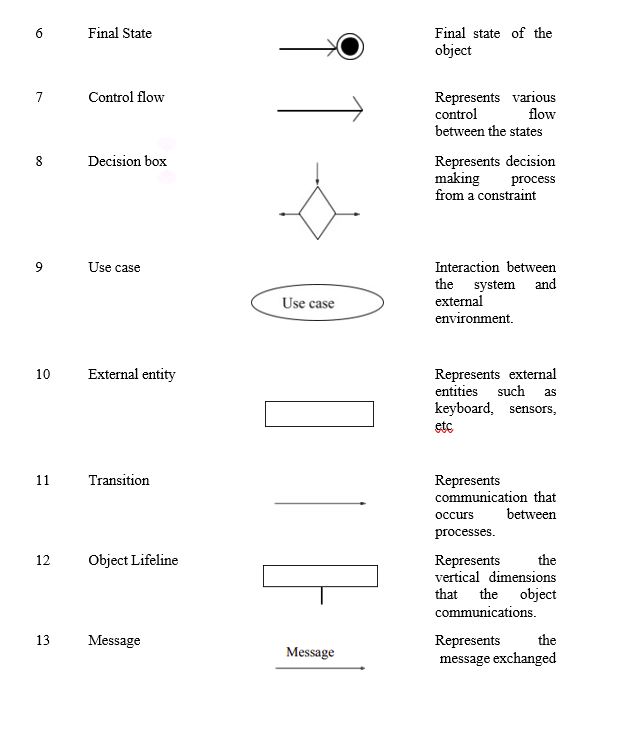 6 Final State Final state of the
object
7 Control flow Represents various
control flow
between the states
8 Decision box Represents decision
making process
from a constraint
9 Use case Interaction between
the system and
external
environment.
Use case
10 External entity Represents external
entities such as
keyboard, sensors,
etc
11 Transition Represents
communication that
occurs between
processes.
12 Object Lifeline Represents the
vertical dimensions
that the object
communications.
13 Message Represents the
message exchanged
Message